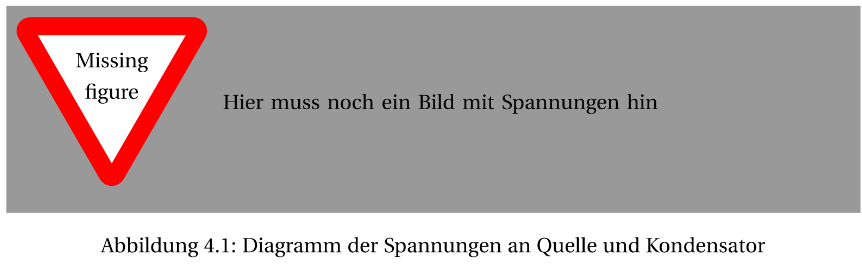 Missing
figure
Hier muss noch ein Bild mit Spannungen hin
Abbildung 4.1: Diagramm der Spannungen an Quelle und Kondensator